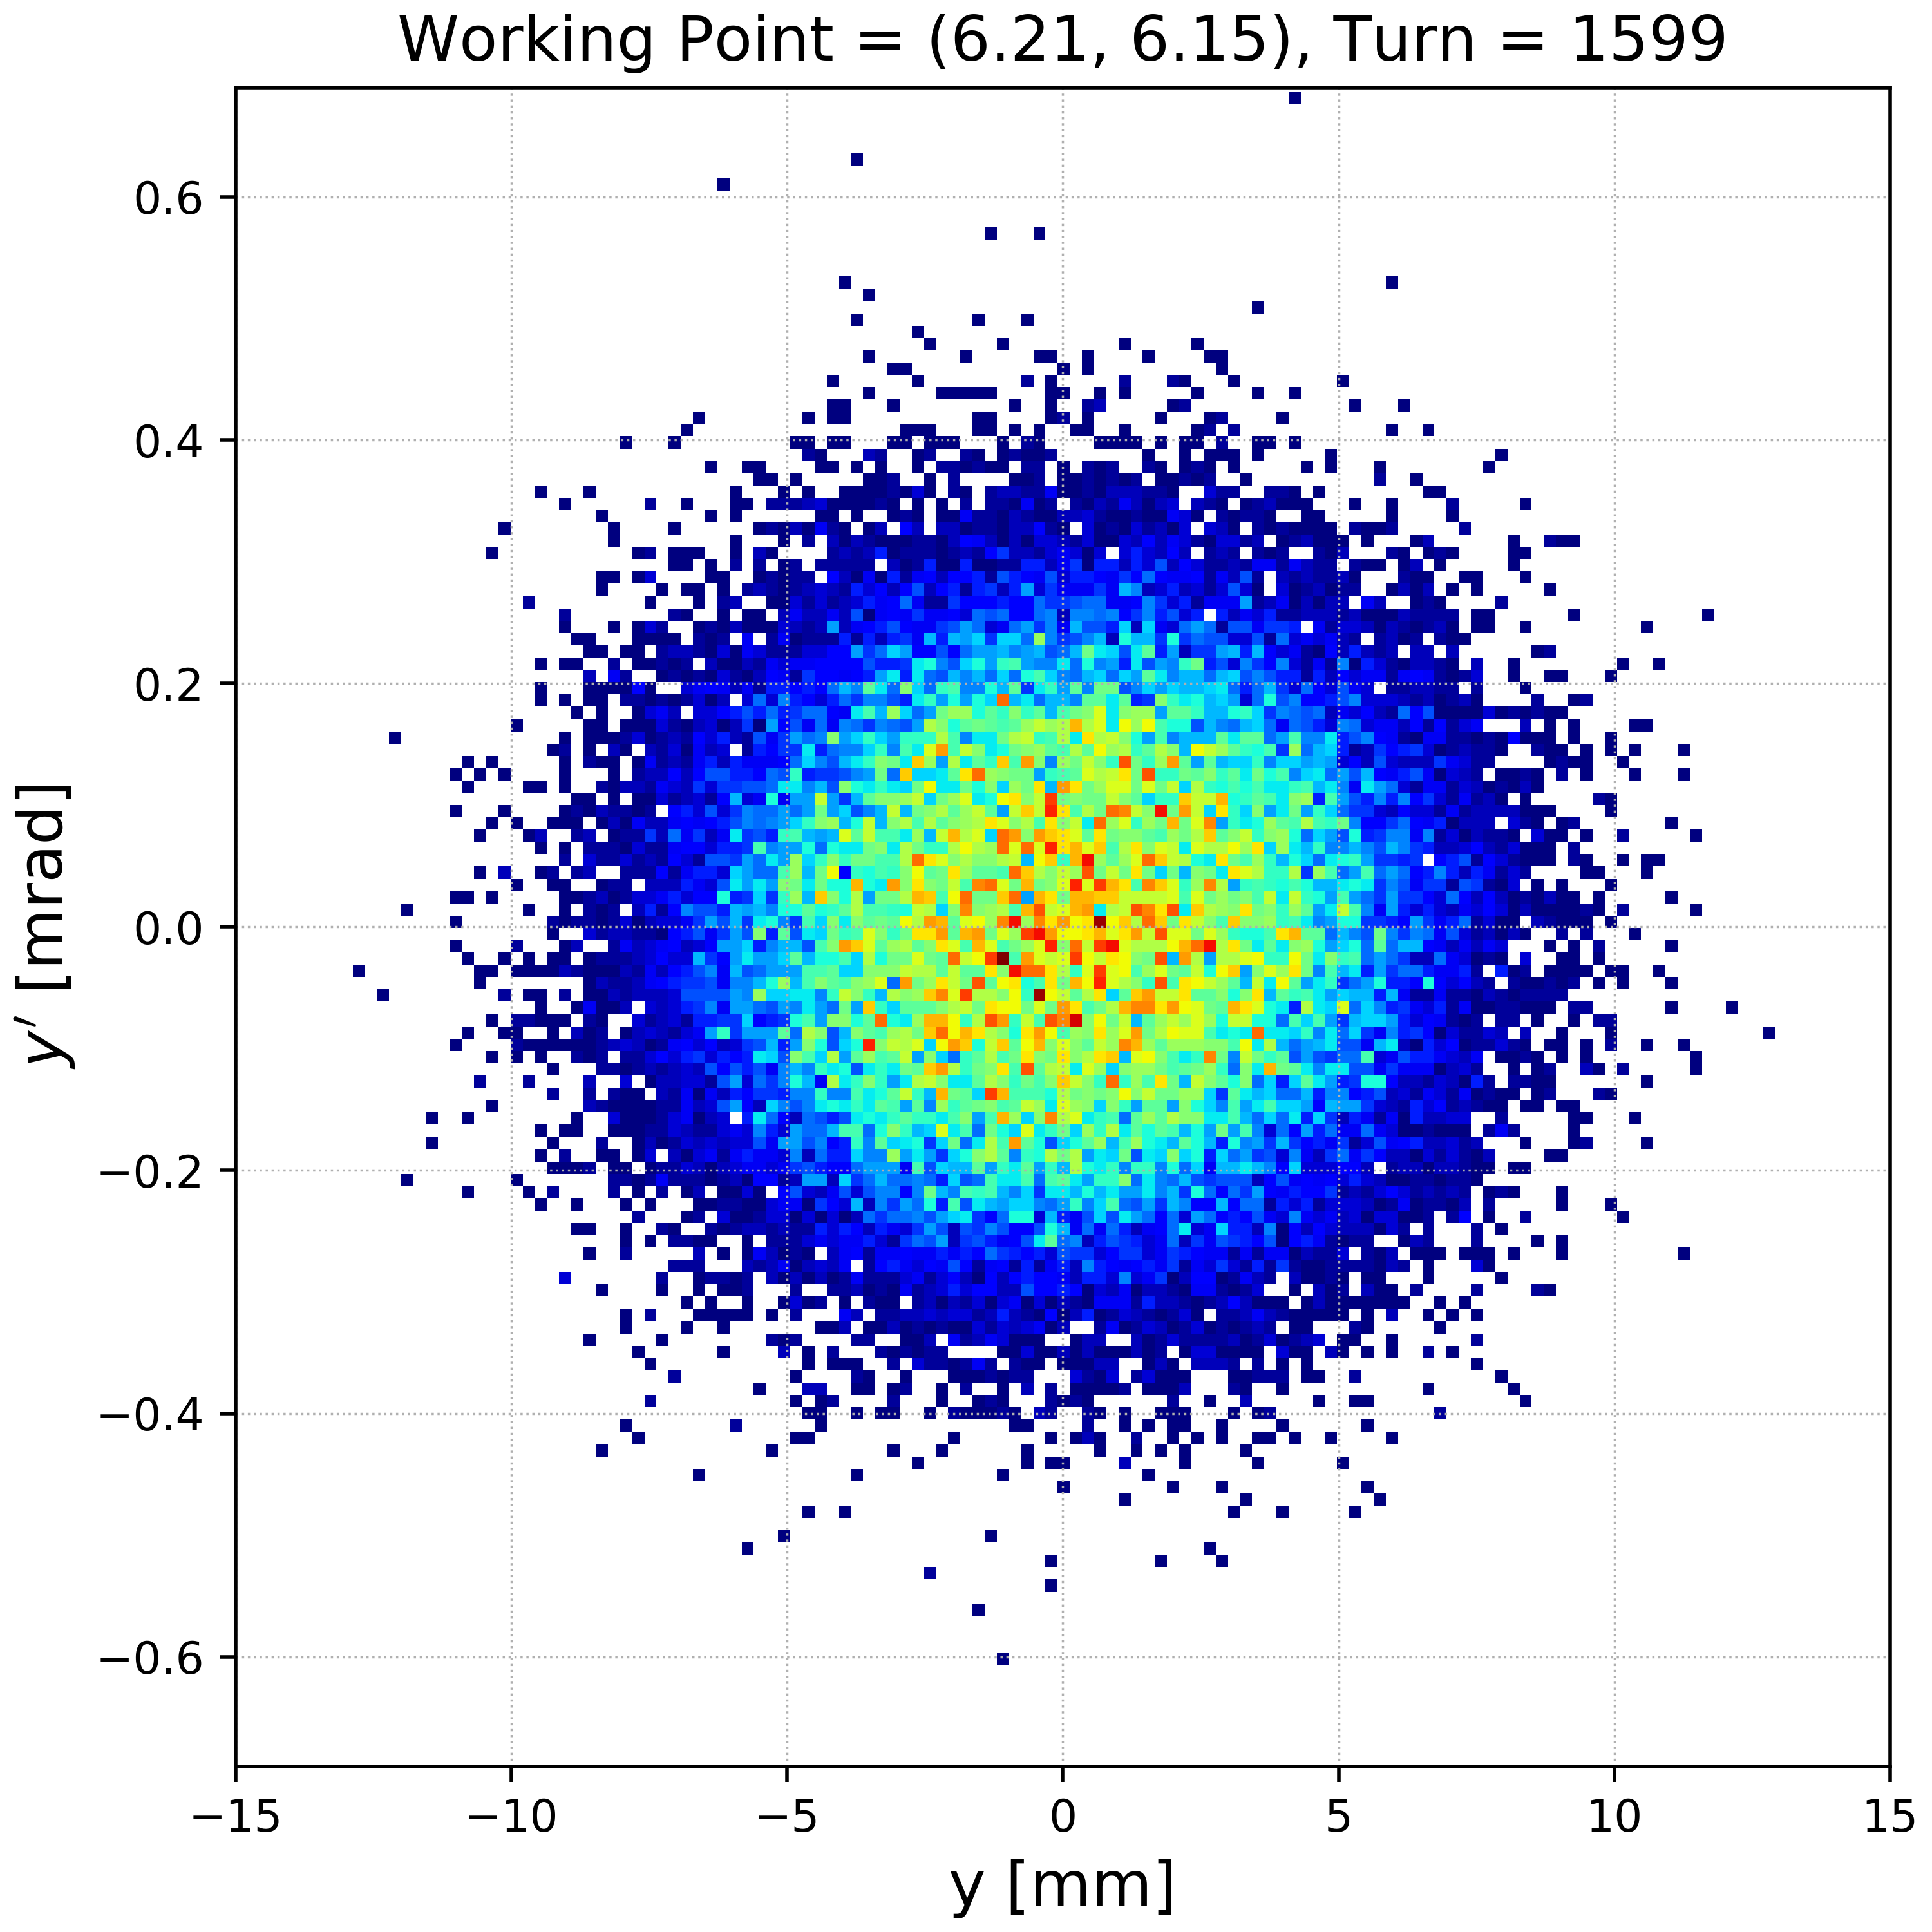 Working Point = (6.21, 6.15), Turn = 1599
0.6
0.4
0.2
0.0
−0.2
−0.4
−0.6
y′ [mrad]
−15 −10 −5 0 5 10 15
y [mm]